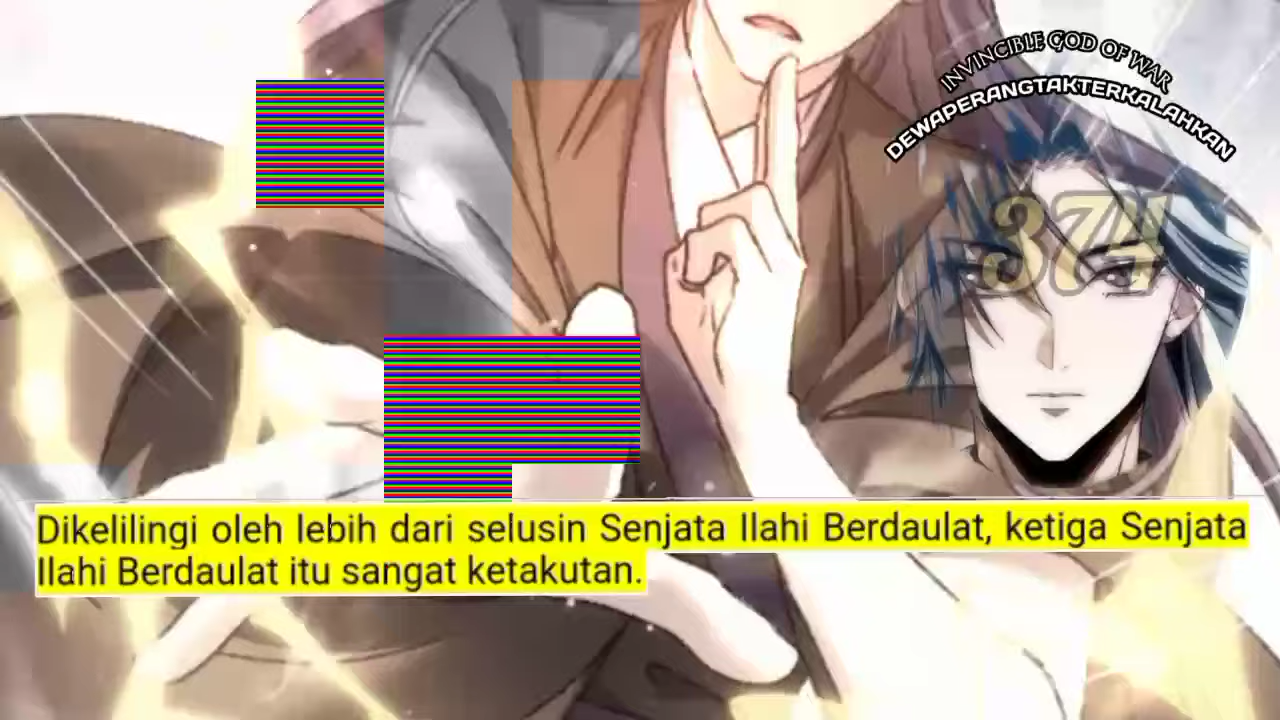 INVINCIBLE GOD OF WAR
DEWAPERANGTAKTERKALAHKAN
374
Dikelilingi oleh lebih dari selusin Senjata Ilahi Berdaulat, ketiga Senjata
Ilahi Berdaulat itu sangat ketakutan.